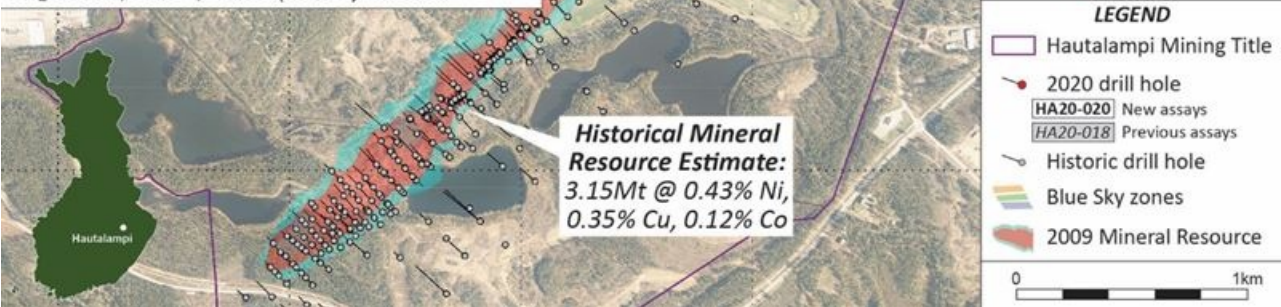 LEGEND
Hautalampi Mining Title
2020 drill hole
HA20-020 New assays
HA20-018 Previous assays
Historic drill hole
Blue Sky zones
2009 Mineral Resource
0 1km
Historical Mineral
Resource Estimate:
3.15Mt @ 0.43% Ni,
0.35% Cu, 0.12% Co
Hautalampi